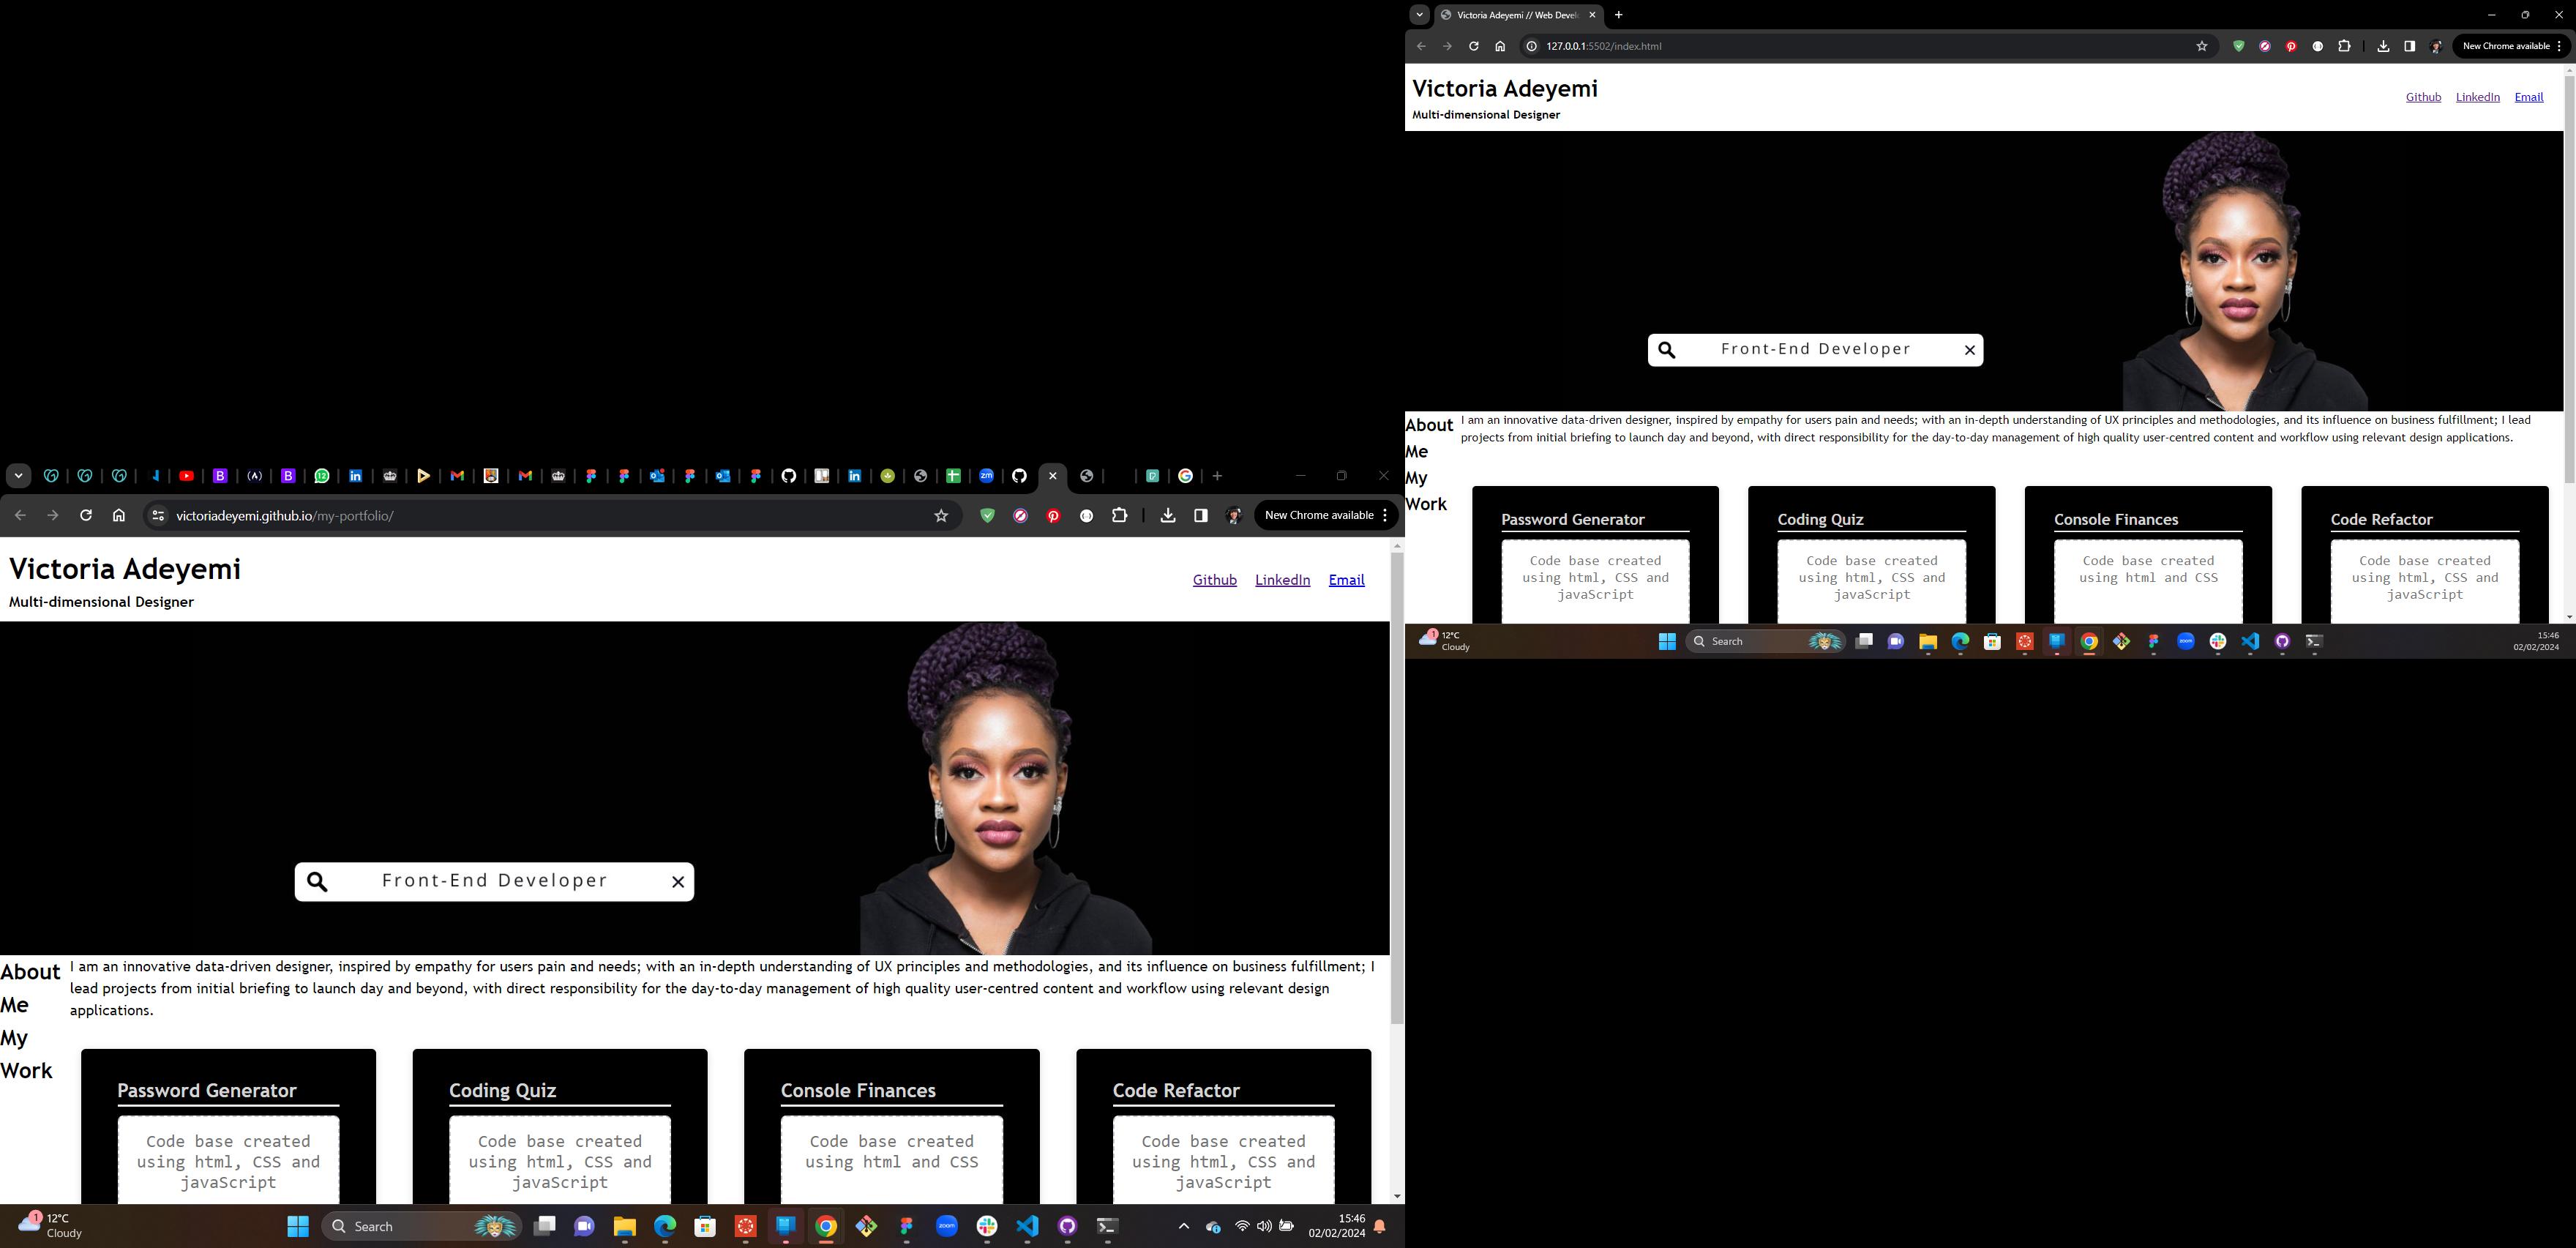 victoriadeyemi.github.io/my-portfolio/
New Chrome available
Victoria Adeyemi
Multi-dimensional Designer
Github LinkedIn Email
Front-End Developer
About
Me
My
Work
I am an innovative data-driven designer, inspired by empathy for users pain and needs; with an in-depth understanding of UX principles and methodologies, and its influence on business fulfillment; I
lead projects from initial briefing to launch day and beyond, with direct responsibility for the day-to-day management of high quality user-centred content and workflow using relevant design
applications.
Password Generator
Code base created
using html, CSS and
javaScript
Coding Quiz
Code base created
using html, CSS and
javaScript
Console Finances
Code base created
using html and CSS
Code Refactor
Code base created
using html, CSS and
javaScript
1
12°C
Cloudy
Search
zoom
15:46
02/02/2024
Victoria Adeyemi // Web Devel
127.0.0.1:5502/index.html
New Chrome available
Victoria Adeyemi
Multi-dimensional Designer
Github LinkedIn Email
Front-End Developer
About
Me
My
Work
I am an innovative data-driven designer, inspired by empathy for users pain and needs; with an in-depth understanding of UX principles and methodologies, and its influence on business fulfillment; I lead
projects from initial briefing to launch day and beyond, with direct responsibility for the day-to-day management of high quality user-centred content and workflow using relevant design applications.
Password Generator
Code base created
using html, CSS and
javaScript
Coding Quiz
Code base created
using html, CSS and
javaScript
Console Finances
Code base created
using html and CSS
Code Refactor
Code base created
using html, CSS and
javaScript
1
12°C
Cloudy
Search
15:46
02/02/2024